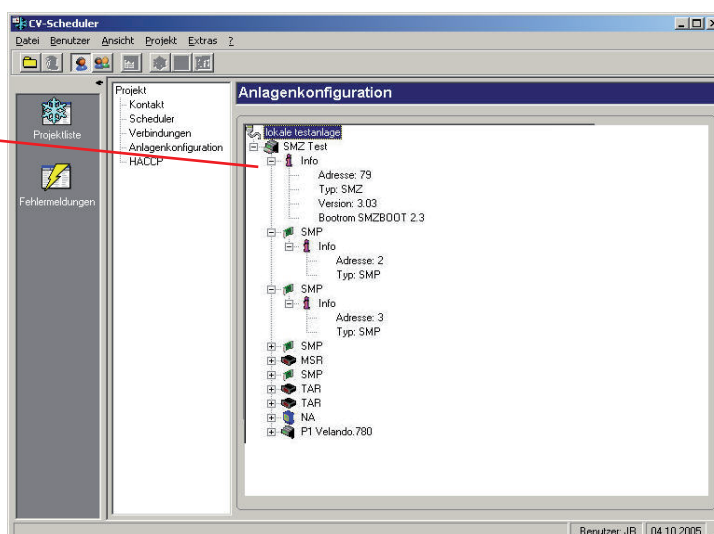 CV-Scheduler
Datei Benutzer Ansicht Projekt Extras ?
Projektliste
Fehlermeldungen
Projekt
Kontakt
Scheduler
Verbindungen
Anlagenkonfiguration
HACCP
Anlagenkonfiguration
lokale testanlage
SMZ Test
Info
Adresse: 79
Typ: SMZ
Version: 3.03
Bootrom SMZBOOT 2.3
SMP
Info
Adresse: 2
Typ: SMP
SMP
Info
Adresse: 3
Typ: SMP
SMP
MSR
SMP
TAR
TAR
NA
P1 Velando.780
Benutzer: JB 04.10.2005